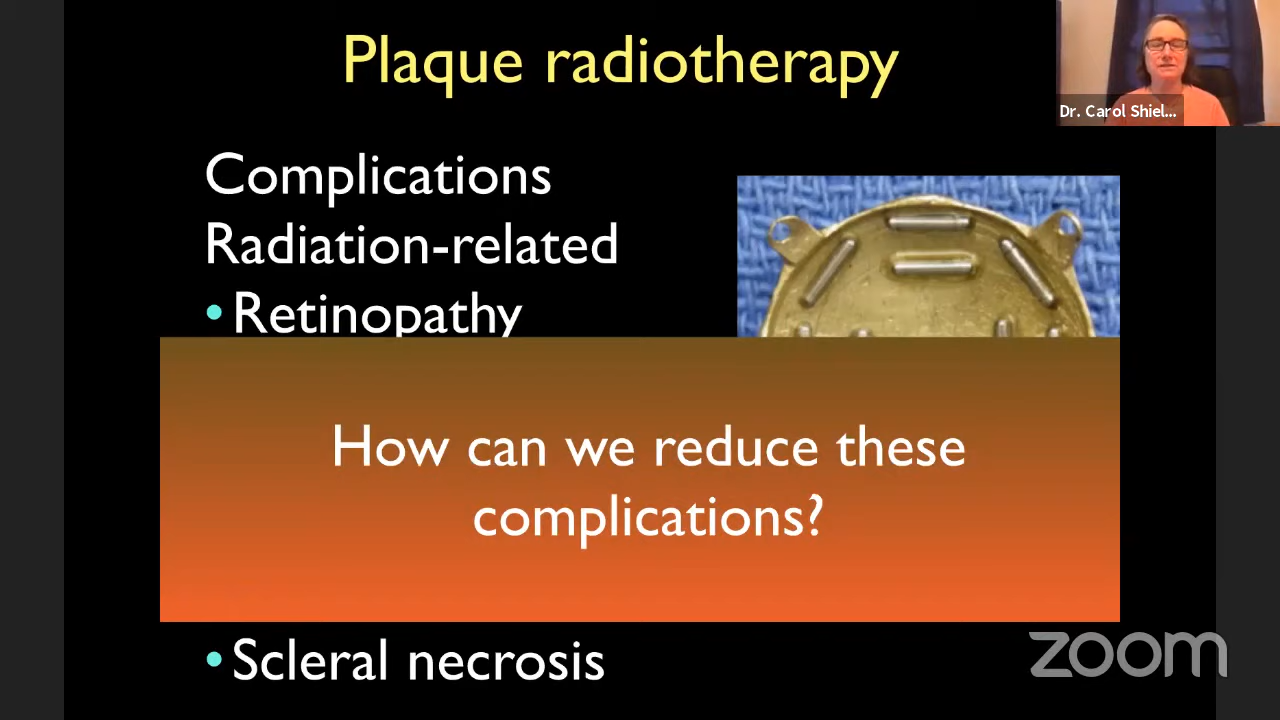 Plaque radiotherapy
Dr. Carol Shiel...
Complications
Radiation-related
• Retinopathy
How can we reduce these
complications?
• Scleral necrosis
zoom